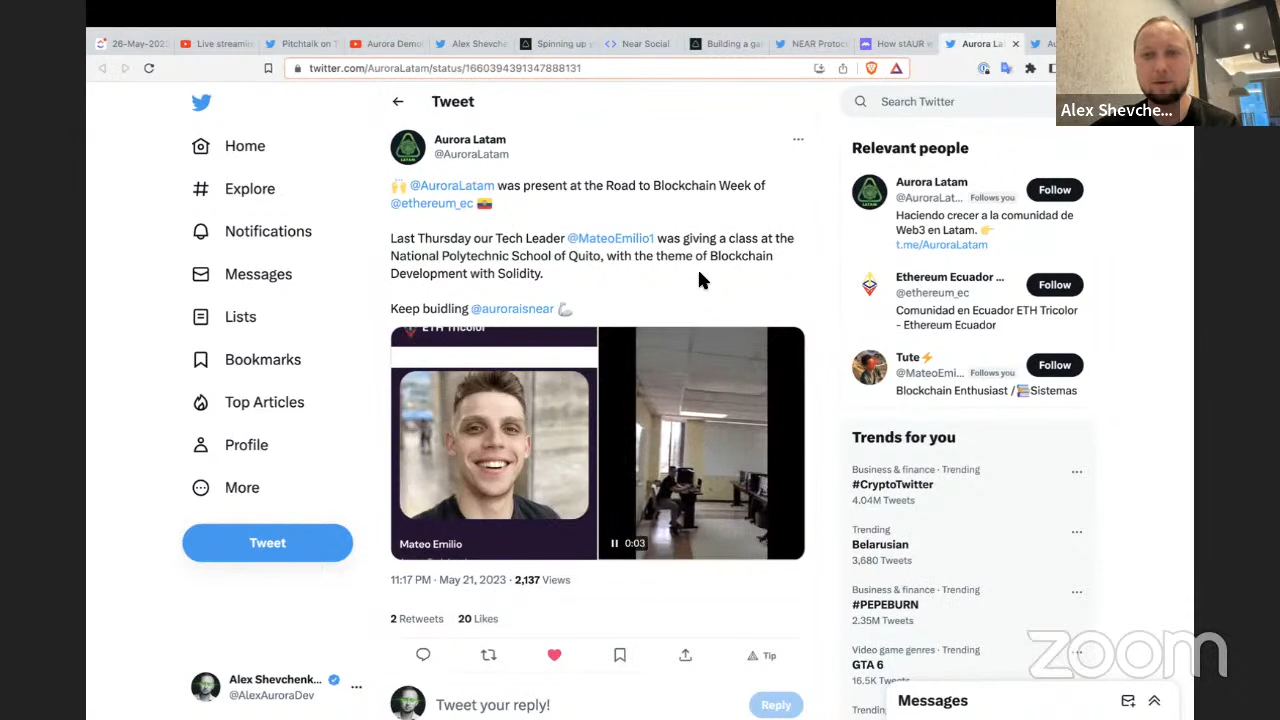 26-May-202
Live streami
Pitchtalk on T
Aurora Demo
Alex Shevche
Spinning up y
Near Social
Building a ga
NEAR Protoc
How stAUR w
Aurora La
twitter.com/AuroraLatam/status/1660394391347888131
Alex Shevche...
Home
Explore
Notifications
Messages
Lists
Bookmarks
Top Articles
Profile
More
Tweet
Alex Shevchenk...
@AlexAuroraDev
Tweet
Aurora Latam
@AuroraLatam
🙌 @AuroraLatam was present at the Road to Blockchain Week of
@ethereum_ec 🇪🇨
Last Thursday our Tech Leader @MateoEmilio1 was giving a class at the
National Polytechnic School of Quito, with the theme of Blockchain
Development with Solidity.
Keep buidling @auroraisnear 🦾
ETH Tricolor
Mateo Emilio
0:03
11:17 PM · May 21, 2023 · 2,137 Views
2 Retweets 20 Likes
Tip
Tweet your reply!
Reply
Search Twitter
Relevant people
Aurora Latam
@AuroraLat... Follows you
Follow
Haciendo crecer a la comunidad de
Web3 en Latam. 👉
t.me/AuroraLatam
Ethereum Ecuador ...
@ethereum_ec
Follow
Comunidad en Ecuador ETH Tricolor
- Ethereum Ecuador
Tute⚡
@MateoEmi... Follows you
Follow
Blockchain Enthusiast /📚Sistemas
Trends for you
Business & finance · Trending
#CryptoTwitter
4.04M Tweets
Trending
Belarusian
3,680 Tweets
Business & finance · Trending
#PEPEBURN
2.35M Tweets
Video game genres · Trending
GTA 6
16.5K Tweets
Messages
zoom